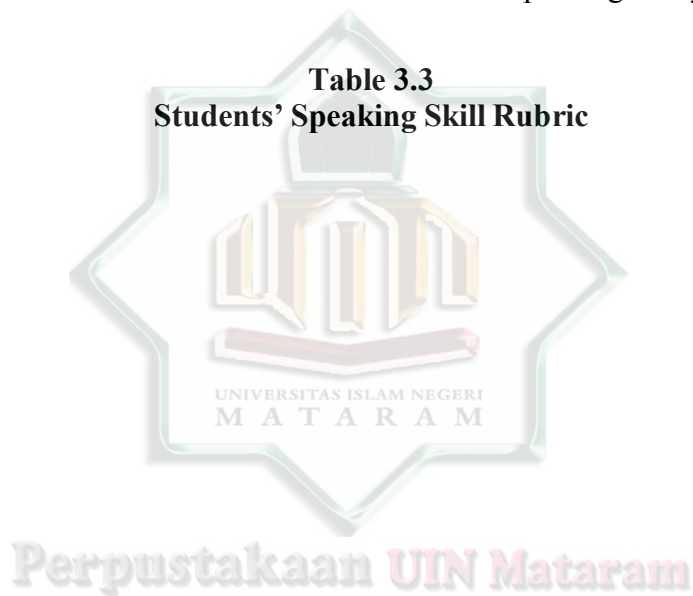 Table 3.3
Students’ Speaking Skill Rubric
UNIVERSITAS ISLAM NEGERI
M A T A R A M
Perpustakaan UIN Mataram